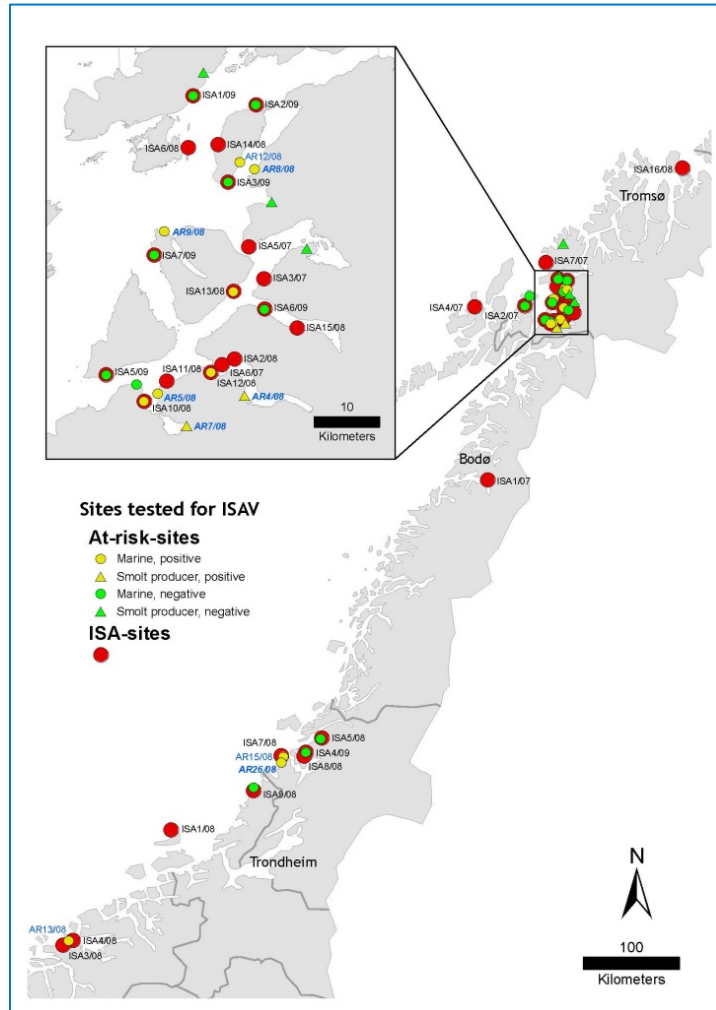 ISA1/09
ISA2/09
ISA6/08
ISA14/08
AR12/08
AR8/08
ISA3/09
AR9/08
ISA7/09
ISA5/07
ISA3/07
ISA13/08
ISA6/09
ISA15/08
ISA5/09
ISA11/08
ISA2/08
ISA6/07
ISA12/08
AR5/08
AR4/08
ISA10/08
AR7/08
10
Kilometers
ISA16/08
Tromsø
ISA7/07
ISA4/07
ISA2/07
Bodø
ISA1/07
Sites tested for ISAV
At-risk-sites
Marine, positive
Smolt producer, positive
Marine, negative
Smolt producer, negative
ISA-sites
ISA7/08
ISA5/08
AR15/08
ISA4/09
AR26/08
ISA8/08
ISA9/08
ISA1/08
Trondheim
AR13/08
ISA4/08
ISA3/08
N
100
Kilometers